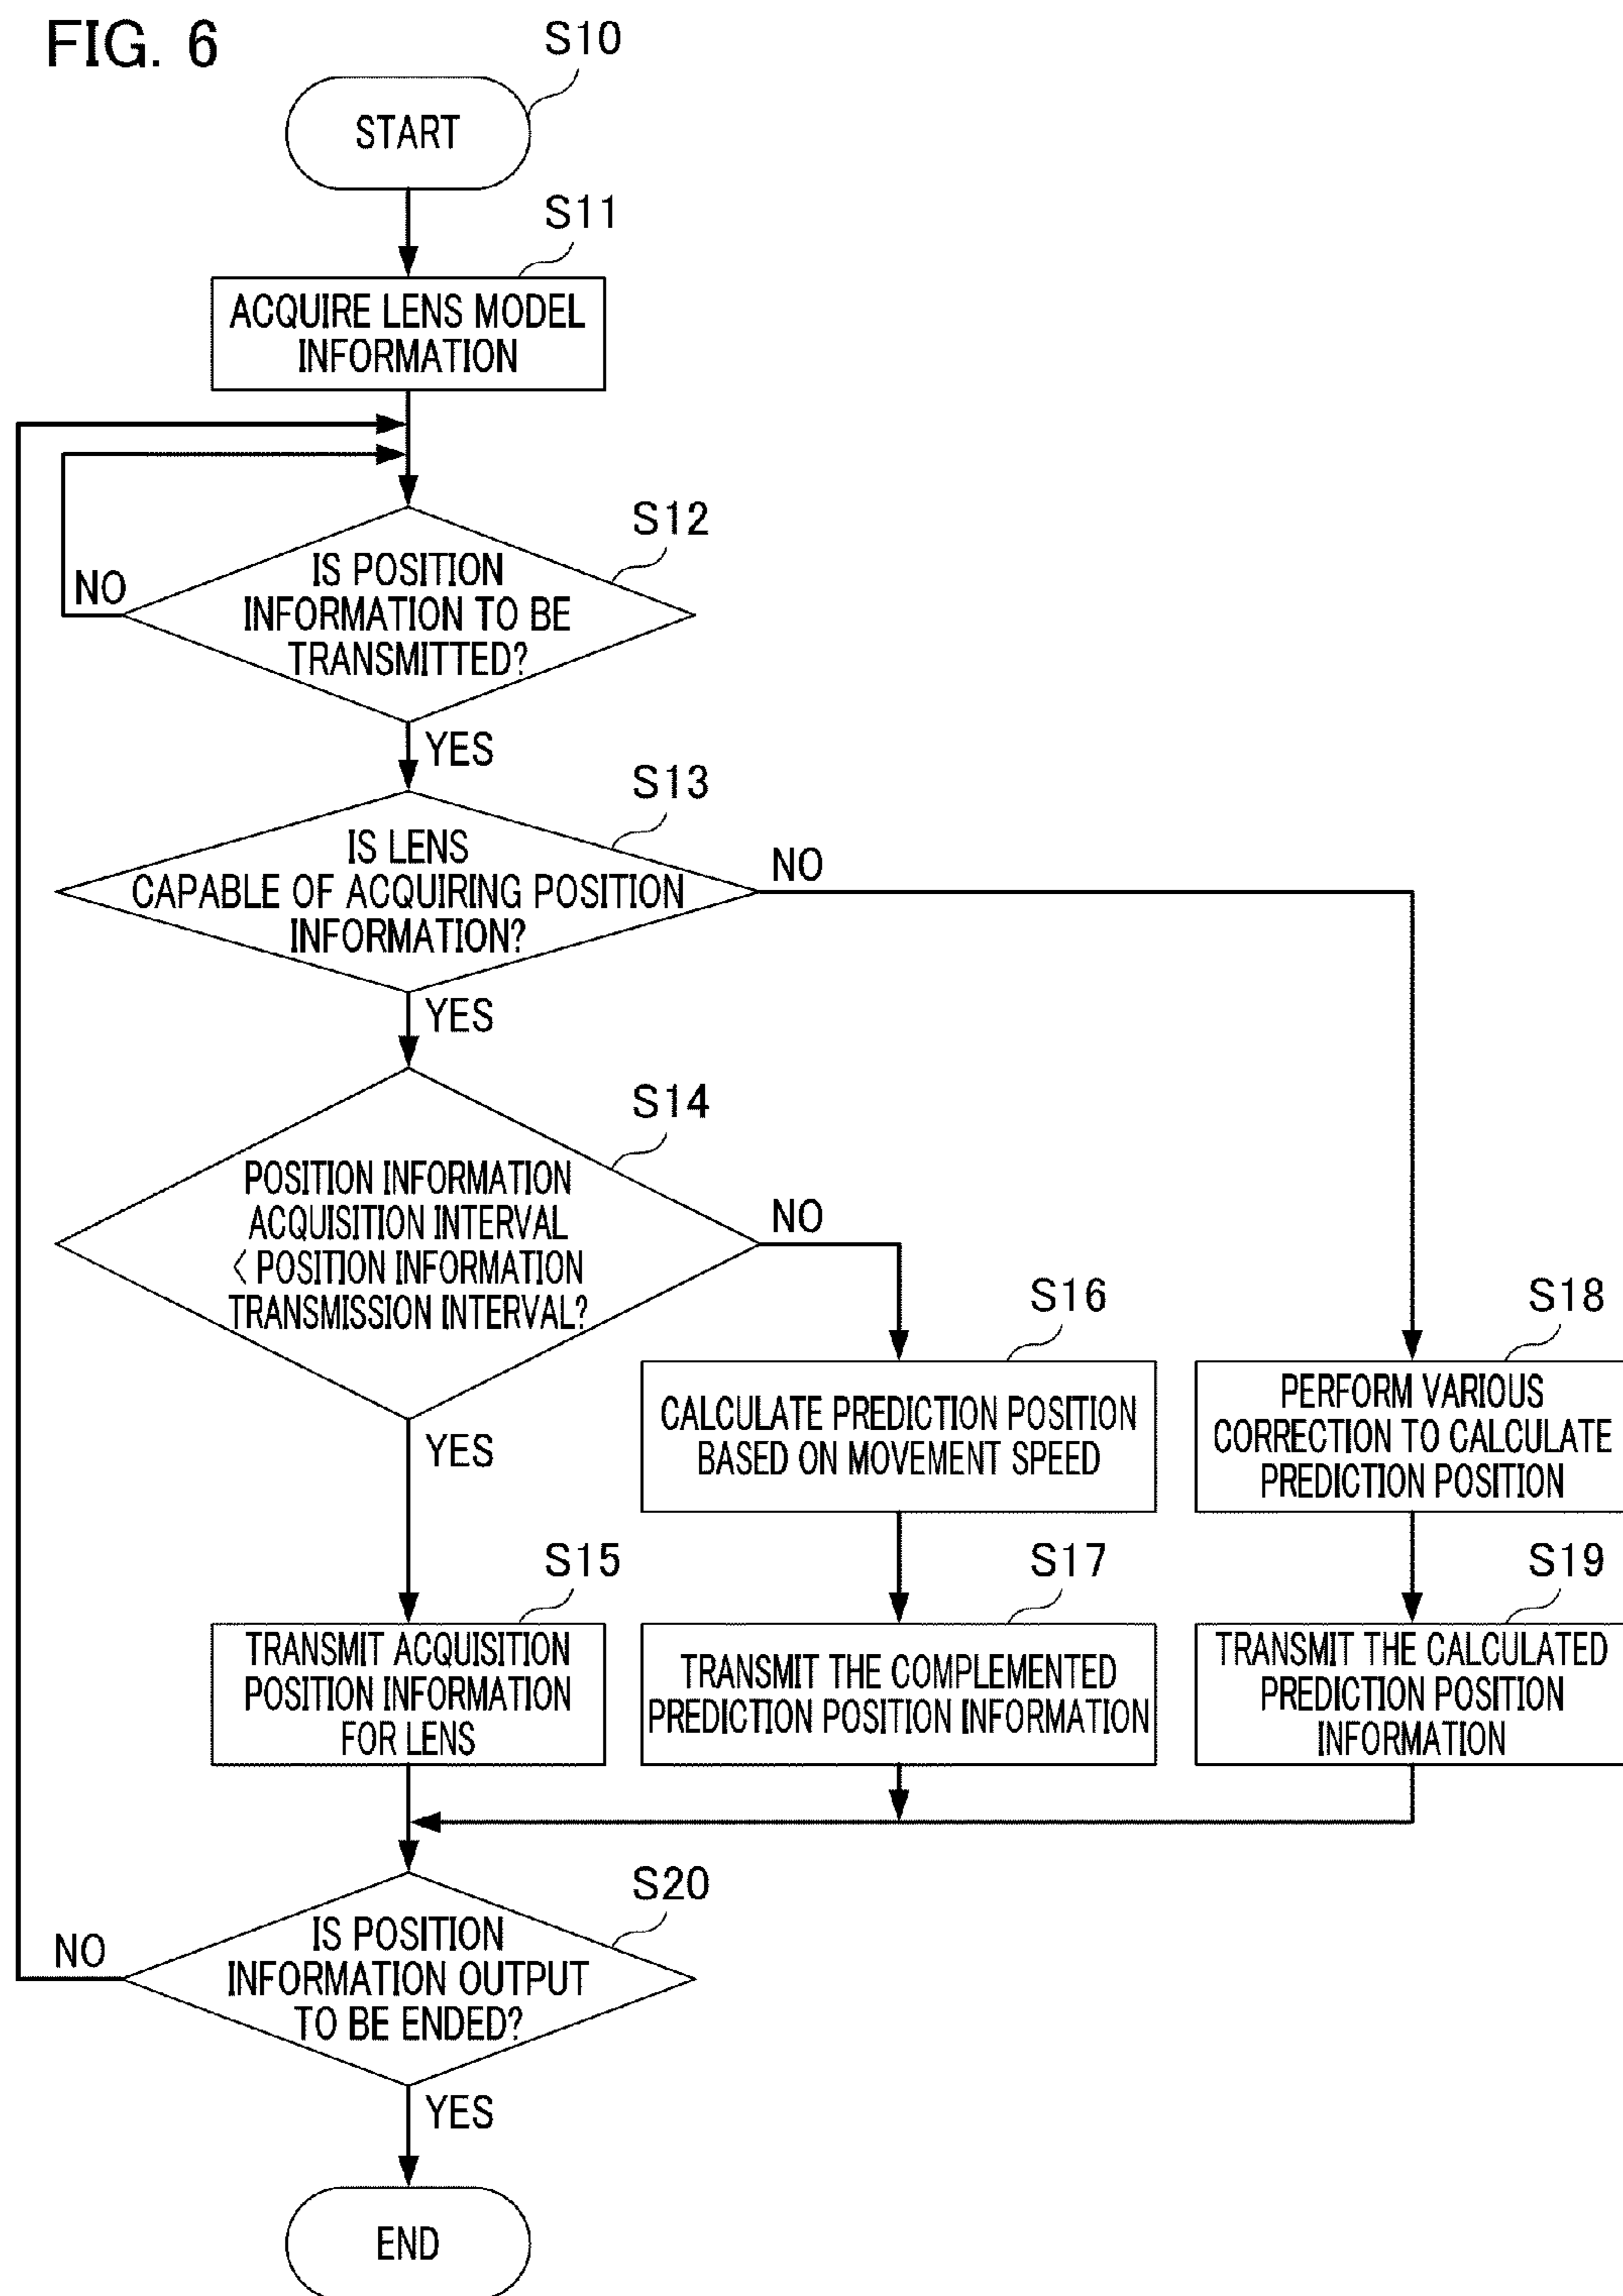 FIG. 6
S10
START
S11
ACQUIRE LENS MODEL
INFORMATION
S12
IS POSITION
INFORMATION TO BE
TRANSMITTED?
NO
YES
S13
IS LENS
CAPABLE OF ACQUIRING POSITION
INFORMATION?
NO
YES
S14
POSITION INFORMATION
ACQUISITION INTERVAL
< POSITION INFORMATION
TRANSMISSION INTERVAL?
NO
YES
S16
CALCULATE PREDICTION POSITION
BASED ON MOVEMENT SPEED
S18
PERFORM VARIOUS
CORRECTION TO CALCULATE
PREDICTION POSITION
S15
TRANSMIT ACQUISITION
POSITION INFORMATION
FOR LENS
S17
TRANSMIT THE COMPLEMENTED
PREDICTION POSITION INFORMATION
S19
TRANSMIT THE CALCULATED
PREDICTION POSITION
INFORMATION
S20
IS POSITION
INFORMATION OUTPUT
TO BE ENDED?
NO
YES
END